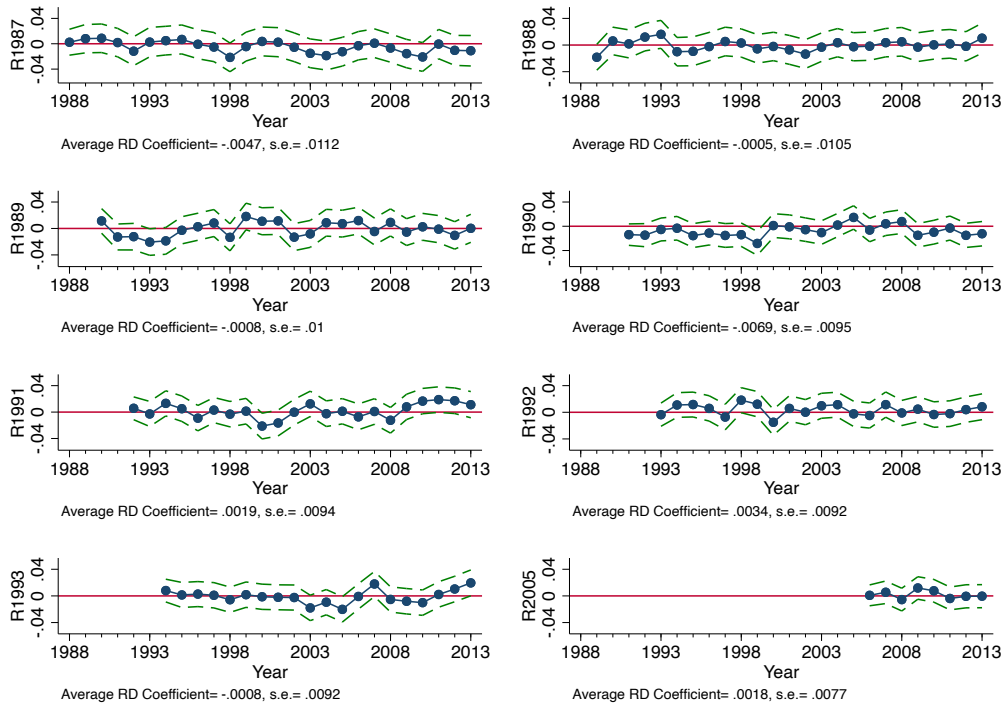 R1987
.04
0
-.04
1988 1993 1998 2003 2008 2013
Year
Average RD Coefficient= -.0047, s.e.= .0112
R1988
.04
0
-.04
1988 1993 1998 2003 2008 2013
Year
Average RD Coefficient= -.0005, s.e.= .0105
R1989
.04
0
-.04
1988 1993 1998 2003 2008 2013
Year
Average RD Coefficient= -.0008, s.e.= .01
R1990
.04
0
-.04
1988 1993 1998 2003 2008 2013
Year
Average RD Coefficient= -.0069, s.e.= .0095
R1991
.04
0
-.04
1988 1993 1998 2003 2008 2013
Year
Average RD Coefficient= .0019, s.e.= .0094
R1992
.04
0
-.04
1988 1993 1998 2003 2008 2013
Year
Average RD Coefficient= .0034, s.e.= .0092
R1993
.04
0
-.04
1988 1993 1998 2003 2008 2013
Year
Average RD Coefficient= -.0008, s.e.= .0092
R2005
.04
0
-.04
1988 1993 1998 2003 2008 2013
Year
Average RD Coefficient= .0018, s.e.= .0077